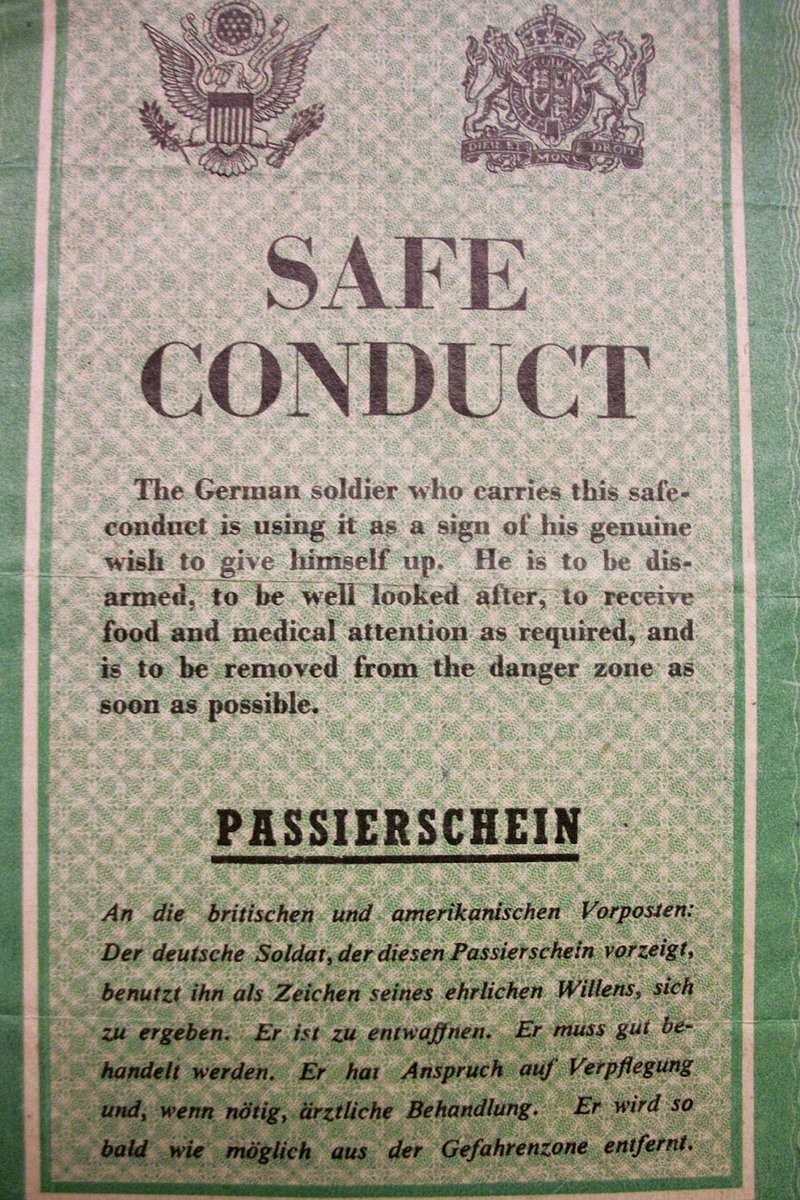 DIEU ET MON DROIT
SAFE
CONDUCT
The German soldier who carries this safe-
conduct is using it as a sign of his genuine
wish to give himself up. He is to be dis-
armed, to be well looked after, to receive
food and medical attention as required, and
is to be removed from the danger zone as
soon as possible.
PASSIERSCHEIN
An die britischen und amerikanischen Vorposten:
Der deutsche Soldat, der diesen Passierschein vorzeigt,
benutzt ihn als Zeichen seines ehrlichen Willens, sich
zu ergeben. Er ist zu entwaffnen. Er muss gut be-
handelt werden. Er hat Anspruch auf Verpflegung
und, wenn nötig, ärztliche Behandlung. Er wird so
bald wie möglich aus der Gefahrenzone entfernt.